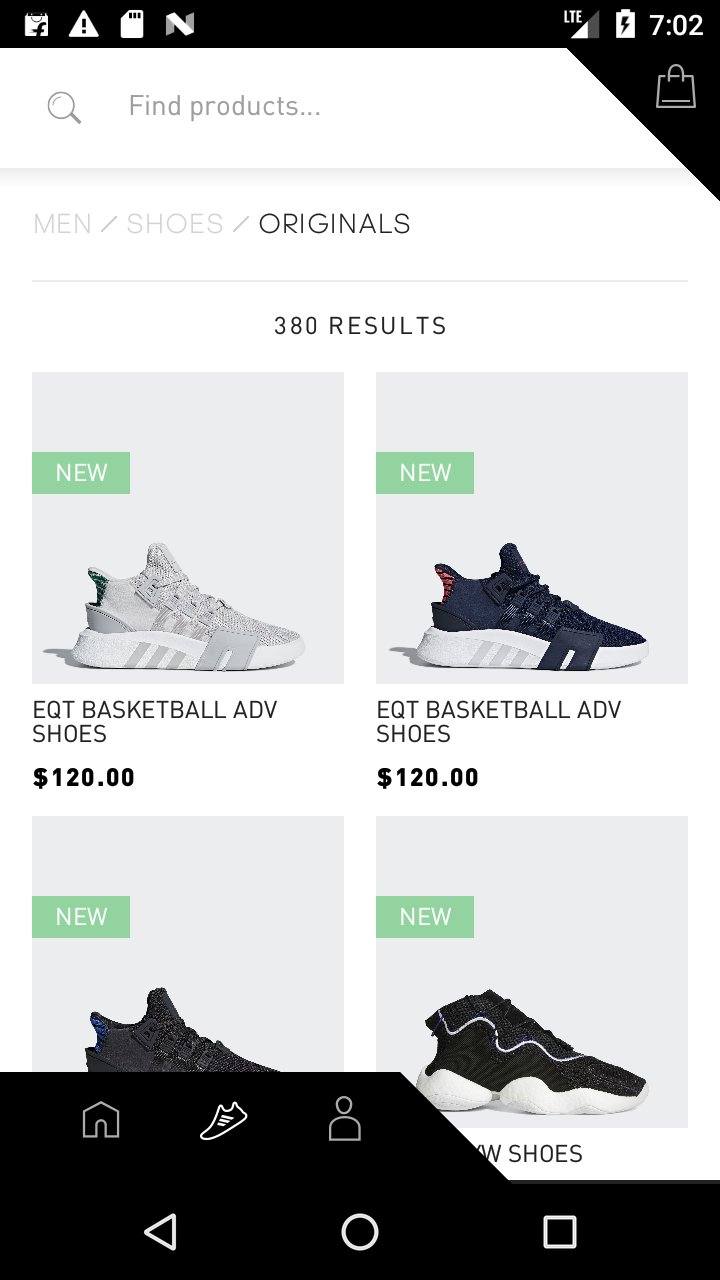 LTE 7:02
Find products...
MEN / SHOES / ORIGINALS
380 RESULTS
NEW
NEW
EQT BASKETBALL ADV
SHOES
$120.00
EQT BASKETBALL ADV
SHOES
$120.00
NEW
NEW
SHOES